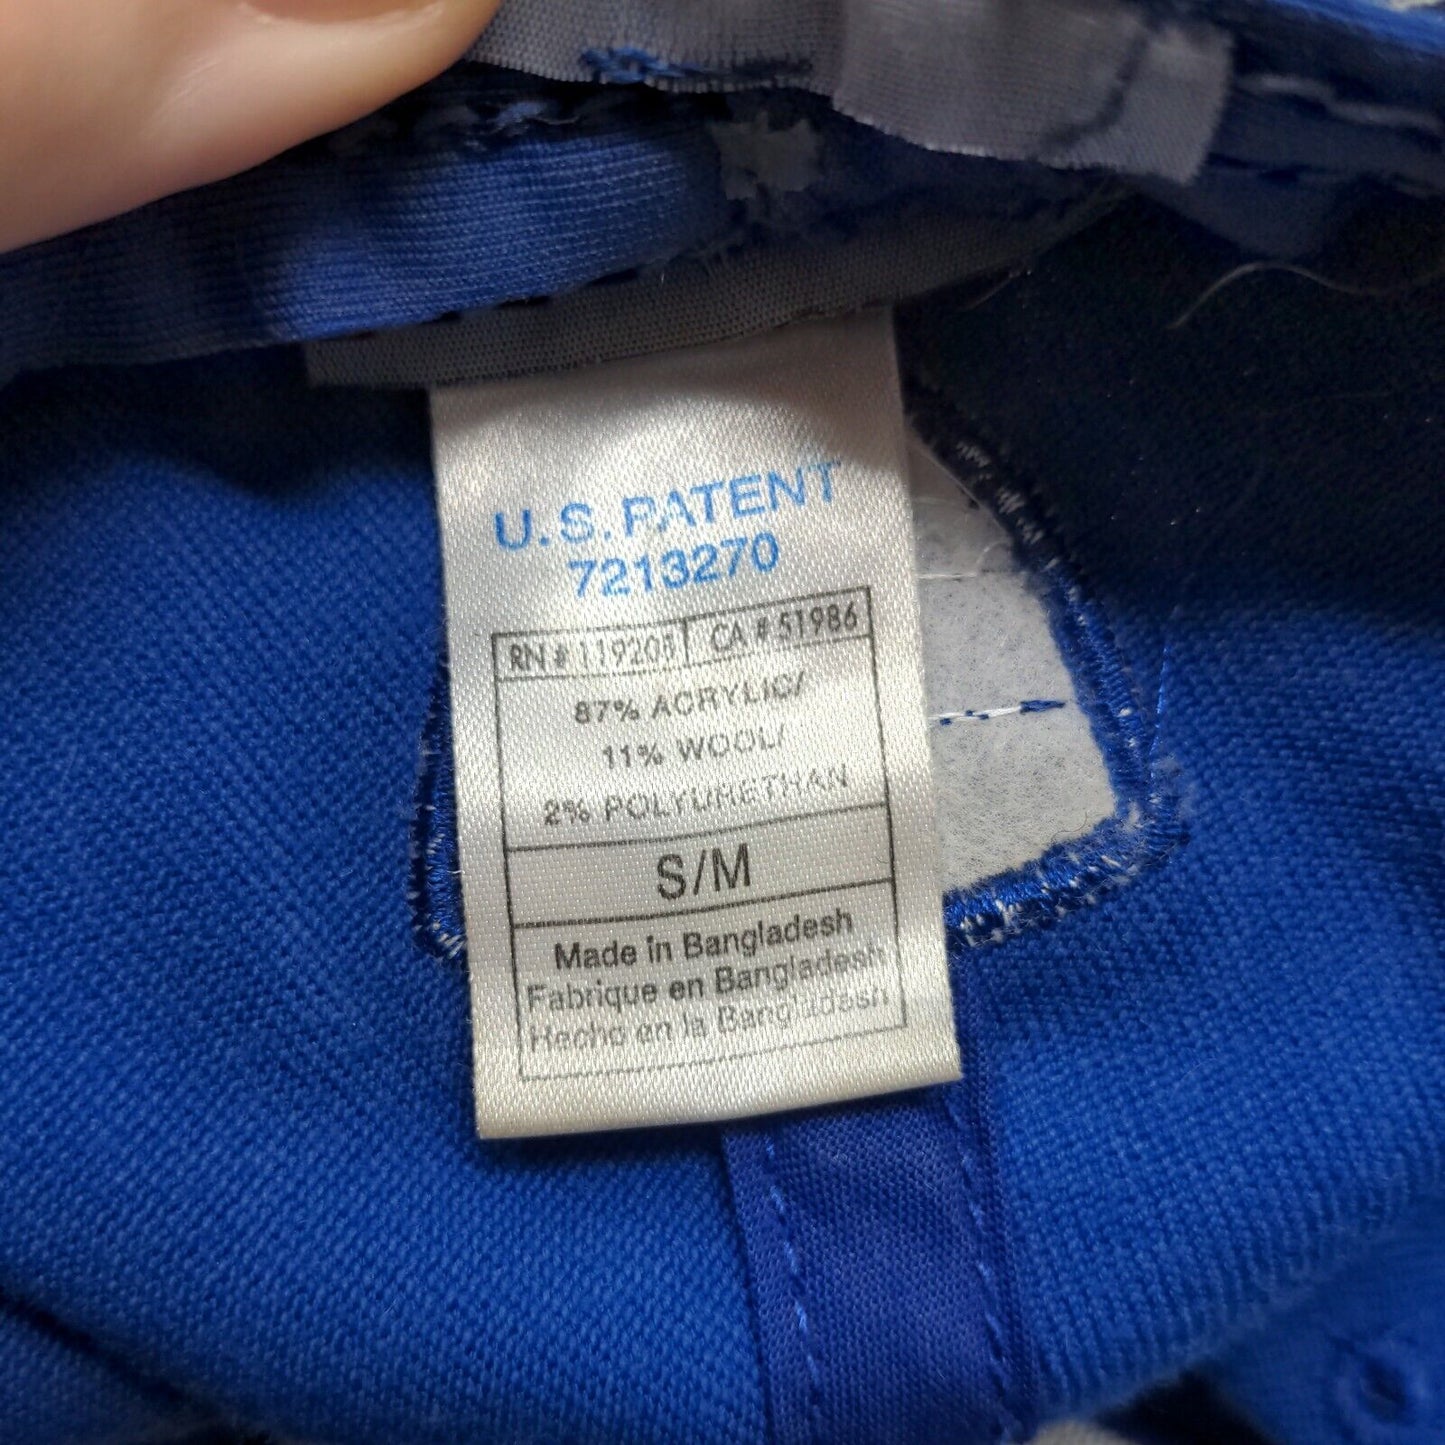 U.S. PATENT
7213270
RN # 119208 CA # 51986
87% ACRYLIC/
11% WOOL/
2% POLYURETHAN
S/M
Made in Bangladesh
Fabrique en Bangladesh
Hecho en la Bangladesh